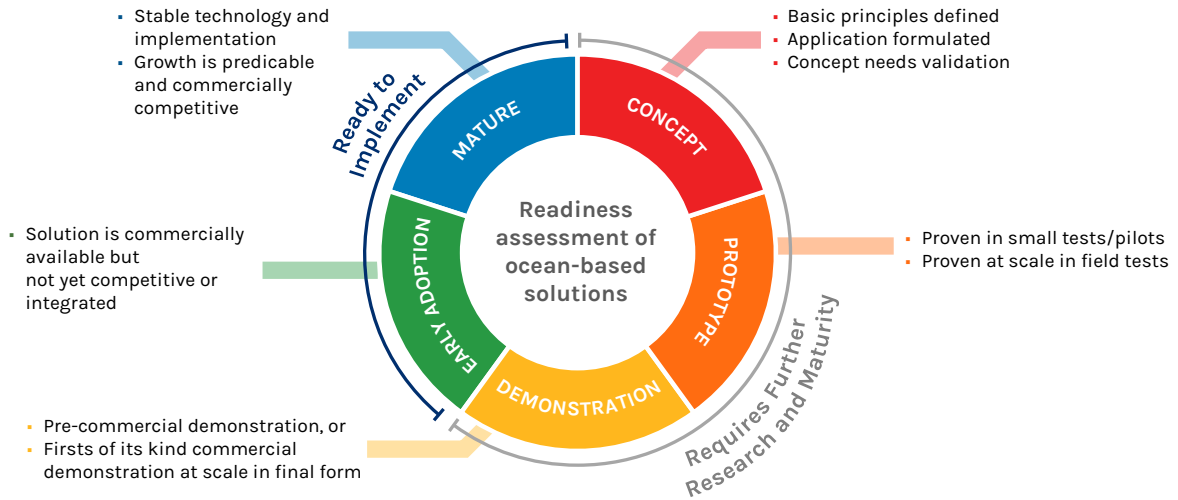 Stable technology and
implementation
Growth is predicable
and commercially
competitive
Basic principles defined
Application formulated
Concept needs validation
Ready to
Implement
MATURE
CONCEPT
Readiness
assessment of
ocean-based
solutions
Solution is commercially
available but
not yet competitive or
integrated
EARLY ADOPTION
PROTOTYPE
Proven in small tests/pilots
Proven at scale in field tests
DEMONSTRATION
Requires Further
Research and Maturity
Pre-commercial demonstration, or
Firsts of its kind commercial
demonstration at scale in final form